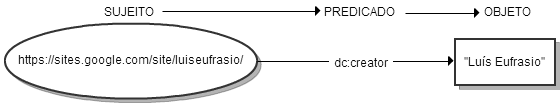 SUJEITO PREDICADO OBJETO
https://sites.google.com/site/luiseufrasio/ dc:creator "Luís Eufrasio"